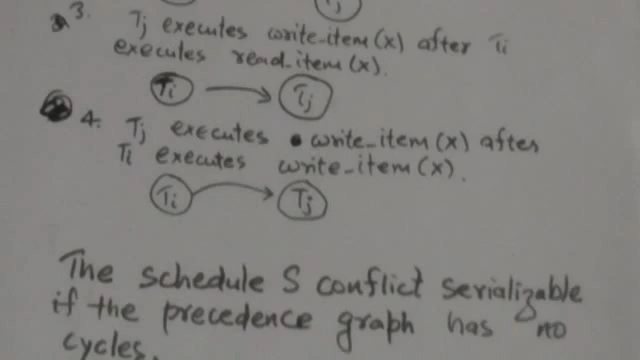 Tj
3.
Tj executes write-item (x) after Ti
executes read-item (x).
Ti Tj
4. Tj executes write-item (x) after
Ti executes write-item (x).
Ti Tj
The schedule S conflict serializable
if the precedence graph has no
cycles.